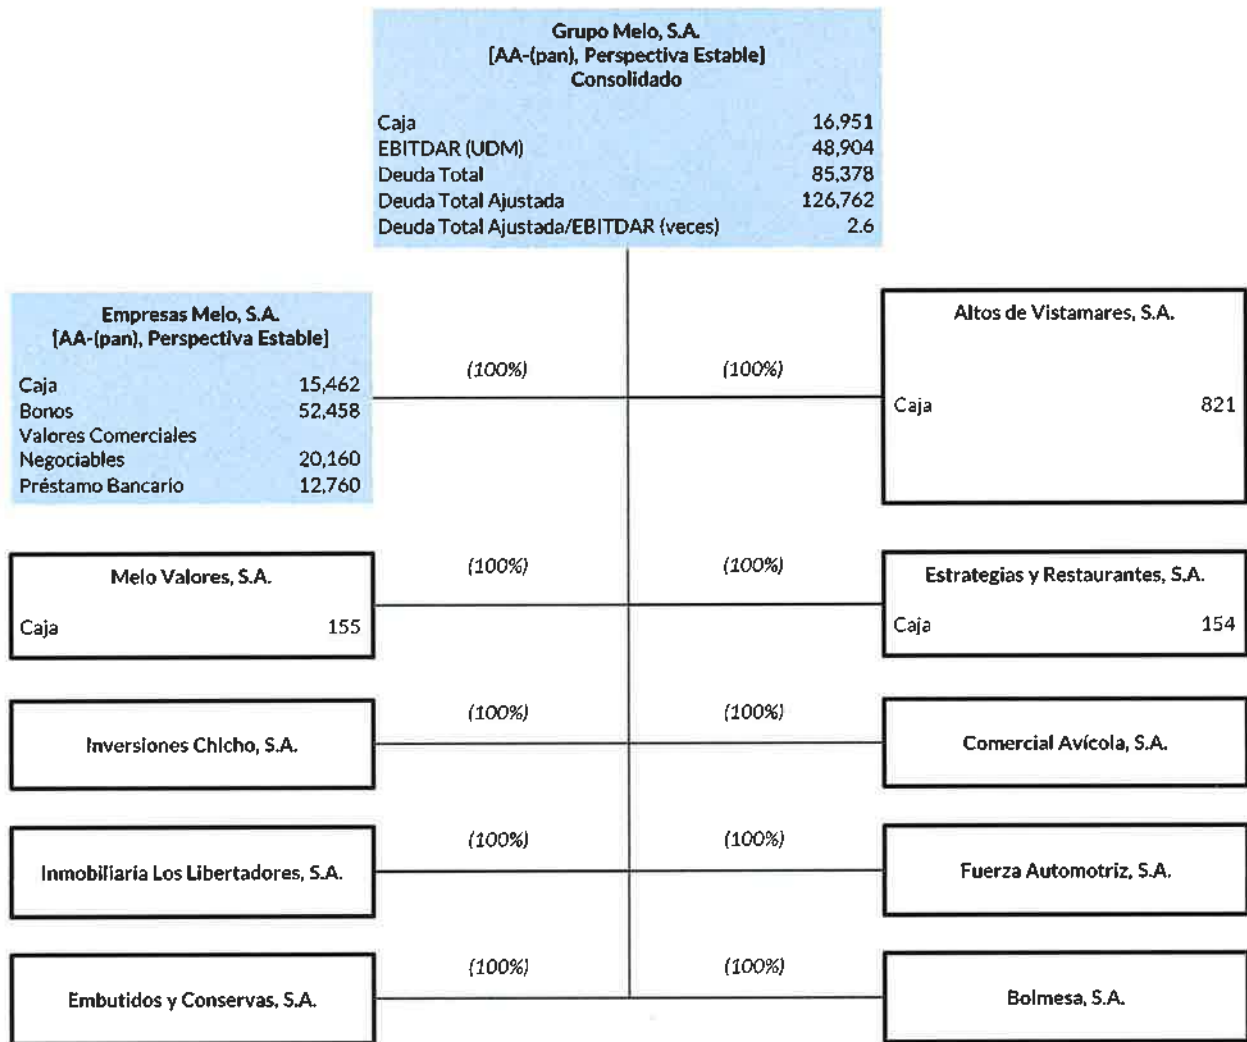 Grupo Melo, S.A.
[AA-(pan), Perspectiva Estable]
Consolidado
Caja 16,951
EBITDAR (UDM) 48,904
Deuda Total 85,378
Deuda Total Ajustada 126,762
Deuda Total Ajustada/EBITDAR (veces) 2.6
Empresas Melo, S.A.
[AA-(pan), Perspectiva Estable]
Caja 15,462
Bonos 52,458
Valores Comerciales
Negociables 20,160
Préstamo Bancario 12,760
(100%) (100%)
Altos de Vistamares, S.A.
Caja 821
Melo Valores, S.A.
Caja 155
(100%) (100%)
Estrategias y Restaurantes, S.A.
Caja 154
Inversiones Chicho, S.A.
(100%) (100%)
Comercial Avícola, S.A.
Inmobiliaría Los Libertadores, S.A.
(100%) (100%)
Fuerza Automotriz, S.A.
Embutidos y Conservas, S.A.
(100%) (100%)
Bolmesa, S.A.